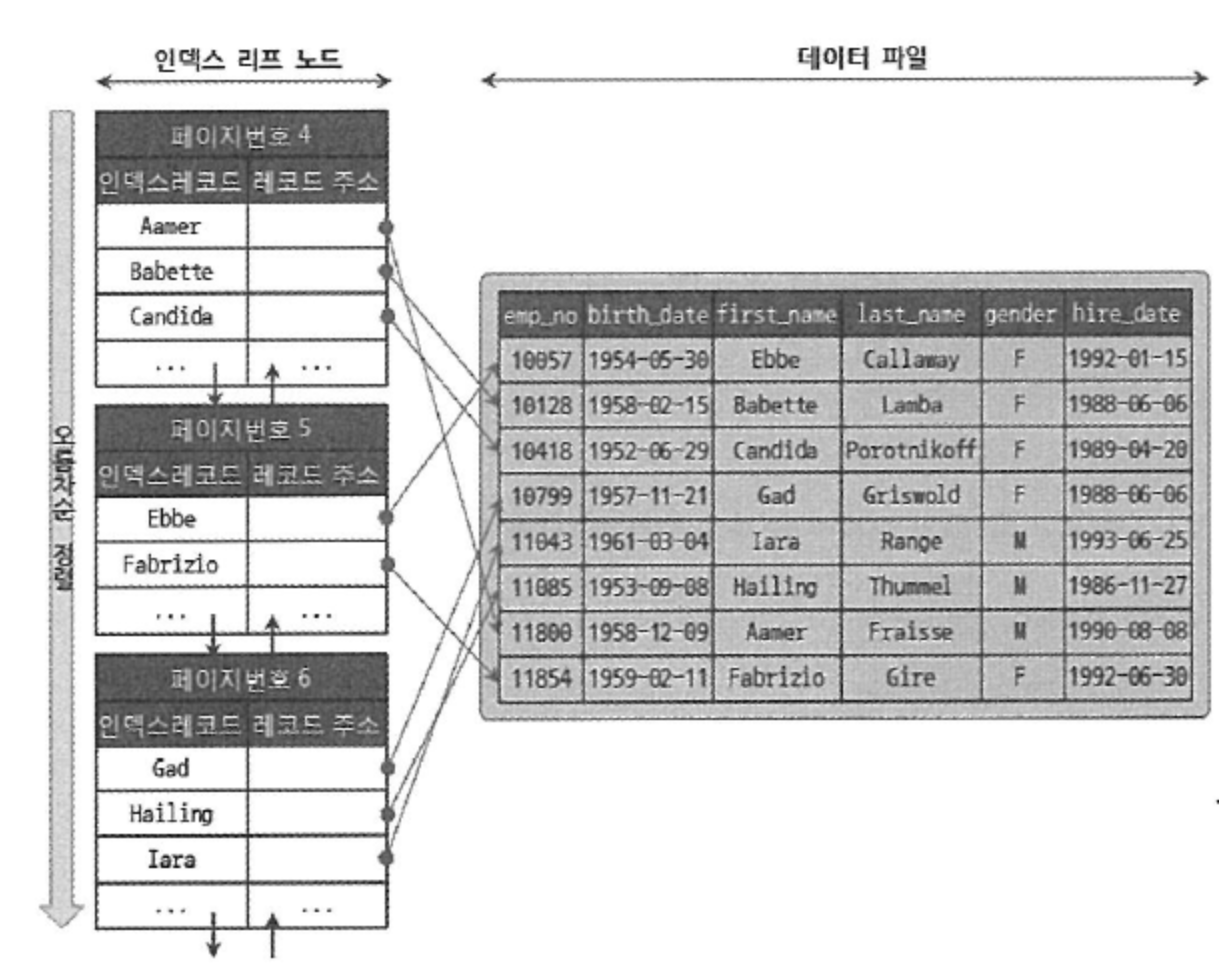 인덱스 리프 노드
데이터 파일
오름차순 정렬
페이지번호 4
인덱스레코드 레코드 주소
Aamer
Babette
Candida
... ...
페이지번호 5
인덱스레코드 레코드 주소
Ebbe
Fabrizio
... ...
페이지번호 6
인덱스레코드 레코드 주소
Gad
Hailing
Iara
... ...
emp_no birth_date first_name last_name gender hire_date
10057 1954-05-30 Ebbe Callaway F 1992-01-15
10128 1958-02-15 Babette Lamba F 1988-06-06
10418 1952-06-29 Candida Porotnikoff F 1989-04-20
10799 1957-11-21 Gad Griswold F 1988-06-06
11043 1961-03-04 Iara Range M 1993-06-25
11085 1953-09-08 Hailing Thummel M 1986-11-27
11800 1958-12-09 Aamer Fraisse M 1990-08-08
11854 1959-02-11 Fabrizio Gire F 1992-06-30